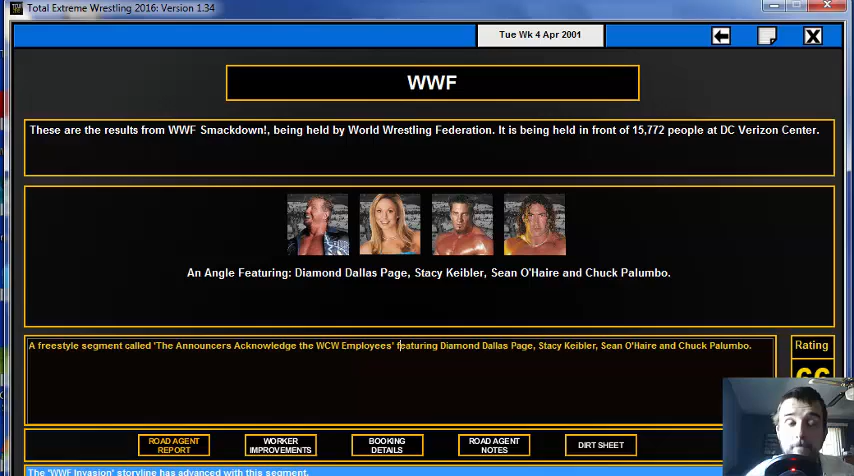 Total Extreme Wrestling 2016: Version 1.34
Tue Wk 4 Apr 2001
WWF
These are the results from WWF Smackdown!, being held by World Wrestling Federation. It is being held in front of 15,772 people at DC Verizon Center.
An Angle Featuring: Diamond Dallas Page, Stacy Keibler, Sean O'Haire and Chuck Palumbo.
A freestyle segment called 'The Announcers Acknowledge the WCW Employees' featuring Diamond Dallas Page, Stacy Keibler, Sean O'Haire and Chuck Palumbo.
Rating
66
ROAD AGENT REPORT
WORKER IMPROVEMENTS
BOOKING DETAILS
ROAD AGENT NOTES
DIRT SHEET
The 'WWF Invasion' storyline has advanced with this segment.